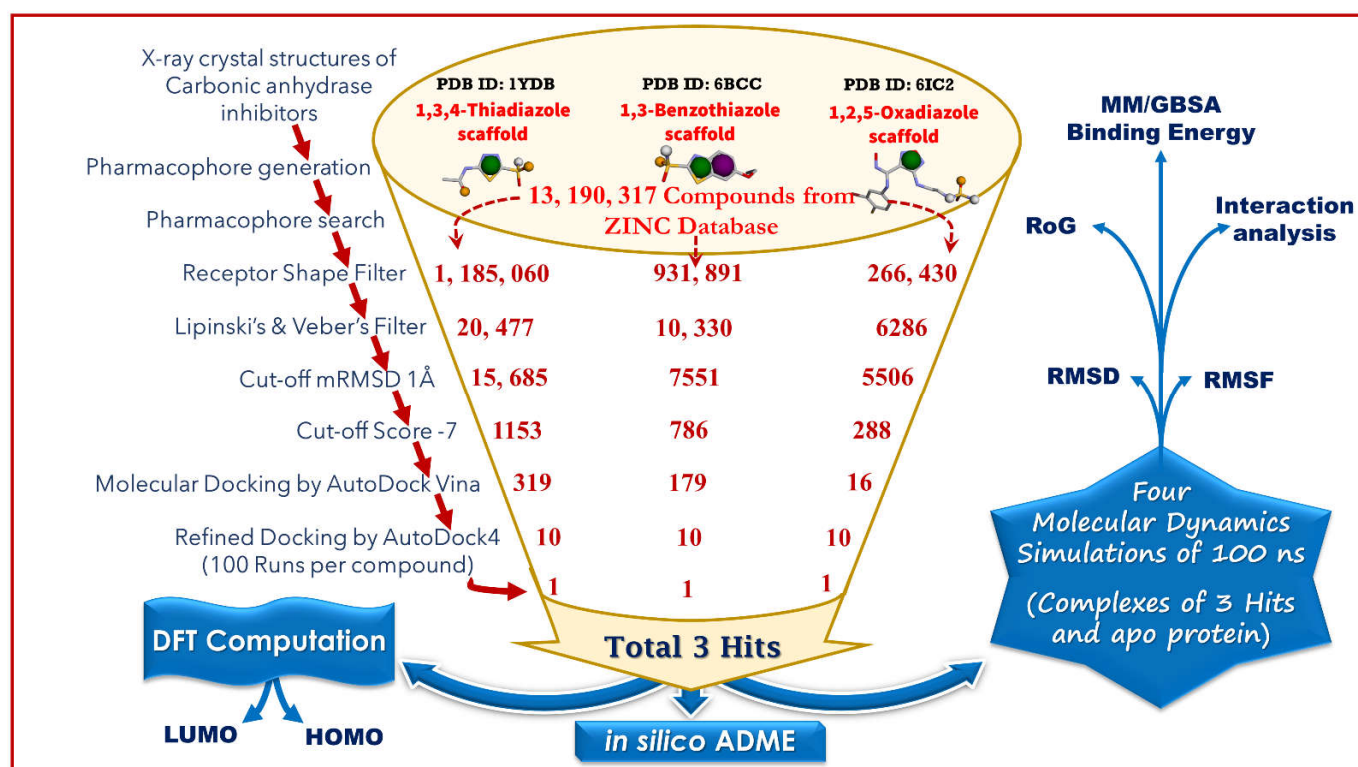 X-ray crystal structures of
Carbonic anhydrase
inhibitors
Pharmacophore generation
Pharmacophore search
Receptor Shape Filter
Lipinski's & Veber's Filter
Cut-off mRMSD 1Å
Cut-off Score -7
Molecular Docking by AutoDock Vina
Refined Docking by AutoDock4
(100 Runs per compound)
PDB ID: 1YDB
1,3,4-Thiadiazole
scaffold
PDB ID: 6BCC
1,3-Benzothiazole
scaffold
PDB ID: 6IC2
1,2,5-Oxadiazole
scaffold
13, 190, 317 Compounds from
ZINC Database
1, 185, 060 931, 891 266, 430
20, 477 10, 330 6286
15, 685 7551 5506
1153 786 288
319 179 16
10 10 10
1 1 1
Total 3 Hits
DFT Computation
LUMO HOMO
in silico ADME
MM/GBSA
Binding Energy
RoG
Interaction
analysis
RMSD RMSF
Four
Molecular Dynamics
Simulations of 100 ns
(Complexes of 3 Hits
and apo protein)